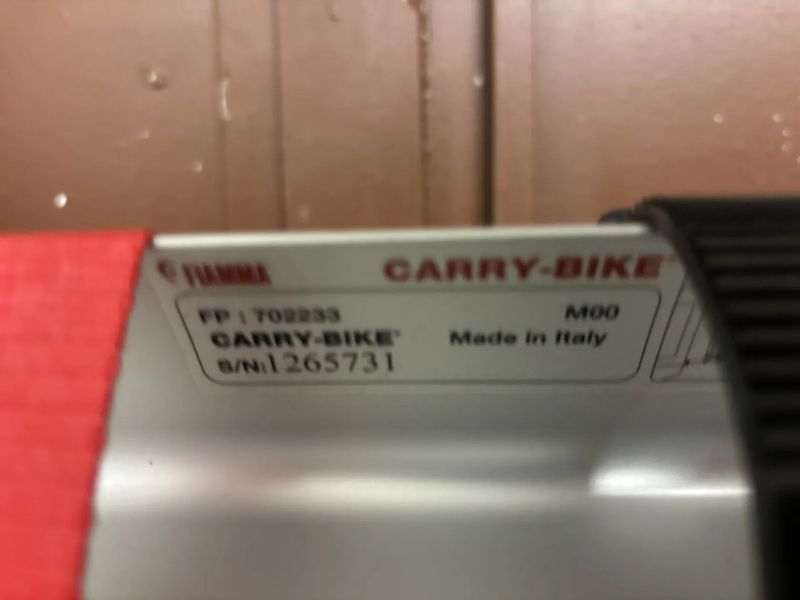 FIAMMA CARRY-BIKE®
FP : 702233 M00
CARRY-BIKE® Made in Italy
S/N:1265731